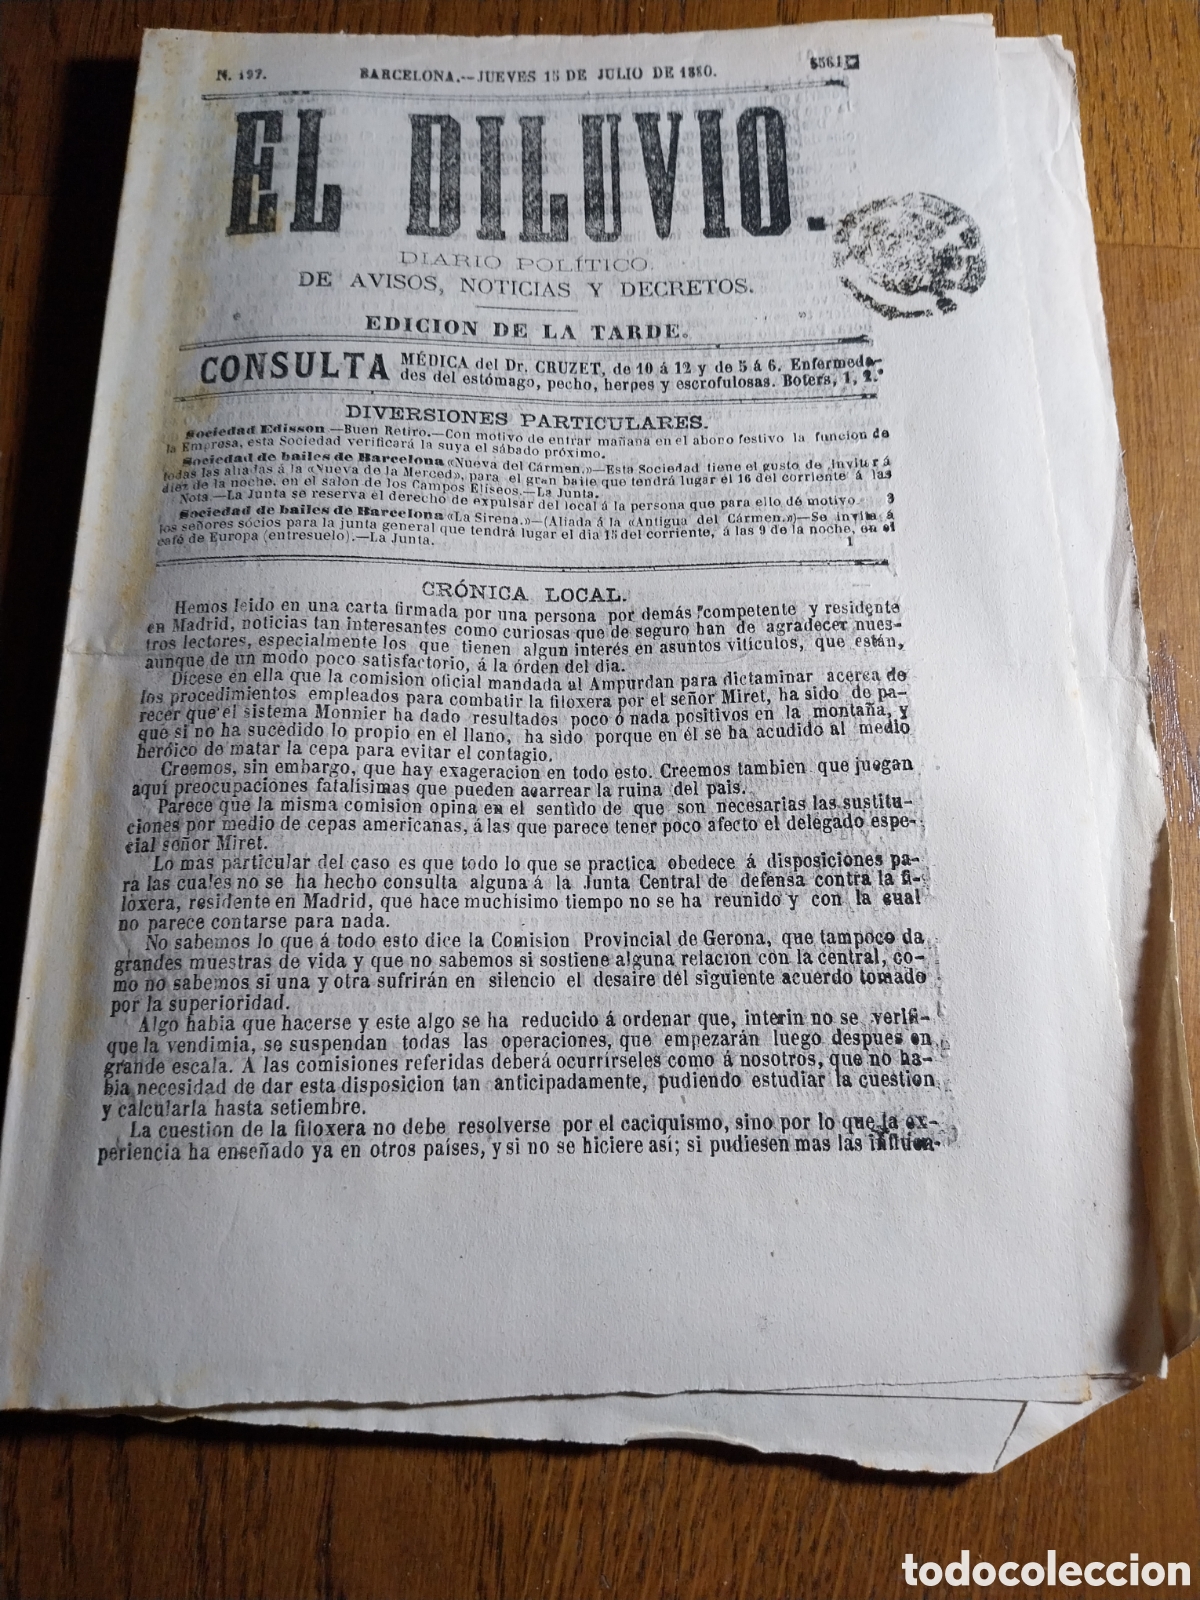 N. 197. BARCELONA.--JUEVES 15 DE JULIO DE 1880. 5561
EL DILUVIO.
DIARIO POLÍTICO.
DE AVISOS, NOTICIAS Y DECRETOS.
EDICION DE LA TARDE.
CONSULTA MÉDICA del Dr. CRUZET, de 10 á 12 y de 5 á 6. Enfermeda-
des del estómago, pecho, herpes y escrofulosas. Boters, 1, 2.°
DIVERSIONES PARTICULARES.
Sociedad Edisson.—Buen Retiro.—Con motivo de entrar mañana en el abono festivo la funcion de
la Empresa, esta Sociedad verificará la suya el sábado próximo.
Sociedad de bailes de Barcelona «Nueva del Cármen.»—Esta Sociedad tiene el gusto de invitar á
todas las aliadas á la «Nueva de la Merced», para el gran baile que tendrá lugar el 16 del corriente á las
diez de la noche, en el salon de los Campos Elíseos.—La Junta.
Nota.—La Junta se reserva el derecho de expulsar del local á la persona que para ello dé motivo. 3
Sociedad de bailes de Barcelona «La Sirena.»—(Aliada á la «Antigua del Cármen.»)—Se invita á
los señores sócios para la junta general que tendrá lugar el dia 15 del corriente, á las 9 de la noche, en el
café de Europa (entresuelo).—La Junta. 1
CRÓNICA LOCAL.
Hemos leido en una carta firmada por una persona por demás competente y residente
en Madrid, noticias tan interesantes como curiosas que de seguro han de agradecer nues-
tros lectores, especialmente los que tienen algun interés en asuntos vitículos, que están,
aunque de un modo poco satisfactorio, á la órden del dia.
Dícese en ella que la comision oficial mandada al Ampurdan para dictaminar acerca de
los procedimientos empleados para combatir la filoxera por el señor Miret, ha sido de pa-
recer que el sistema Monnier ha dado resultados poco ó nada positivos en la montaña, y
que si no ha sucedido lo propio en el llano, ha sido porque en él se ha acudido al medio
heróico de matar la cepa para evitar el contagio.
Creemos, sin embargo, que hay exageracion en todo esto. Creemos tambien que juegan
aquí preocupaciones fatalísimas que pueden acarrear la ruina del pais.
Parece que la misma comision opina en el sentido de que son necesarias las sustitu-
ciones por medio de cepas americanas, á las que parece tener poco afecto el delegado espe-
cial señor Miret.
Lo mas particular del caso es que todo lo que se practica obedece á disposiciones pa-
ra las cuales no se ha hecho consulta alguna á la Junta Central de defensa contra la fi-
loxera, residente en Madrid, que hace muchísimo tiempo no se ha reunido y con la cual
no parece contarse para nada.
No sabemos lo que á todo esto dice la Comision Provincial de Gerona, que tampoco da
grandes muestras de vida y que no sabemos si sostiene alguna relacion con la central, co-
mo no sabemos si una y otra sufrirán en silencio el desaire del siguiente acuerdo tomado
por la superioridad.
Algo habia que hacerse y este algo se ha reducido á ordenar que, interin no se verifi-
que la vendimia, se suspendan todas las operaciones, que empezarán luego despues en
grande escala. A las comisiones referidas deberá ocurrírseles como á nosotros, que no ha-
bia necesidad de dar esta disposicion tan anticipadamente, pudiendo estudiar la cuestion
y calcularla hasta setiembre.
La cuestion de la filoxera no debe resolverse por el caciquismo, sino por lo que la ex-
periencia ha enseñado ya en otros países, y si no se hiciere así; si pudiesen mas las influen-
todocoleccion